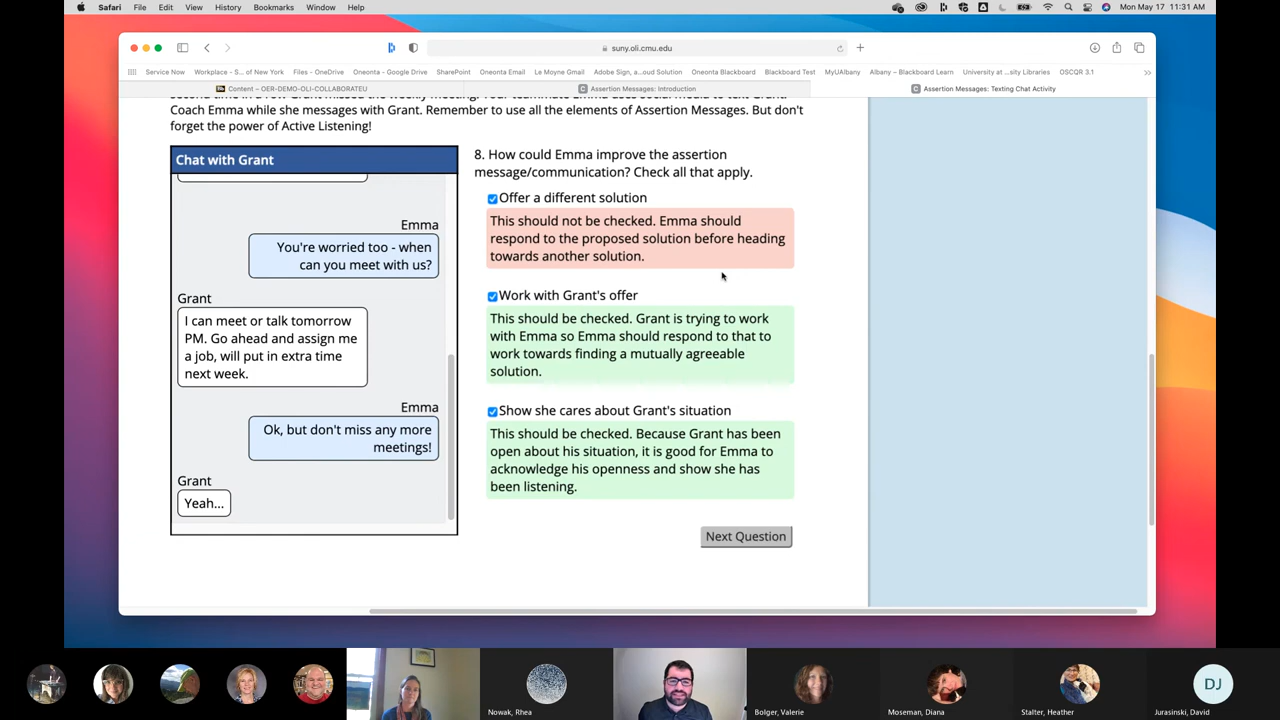 Safari File Edit View History Bookmarks Window Help
Mon May 17 11:31 AM
suny.oli.cmu.edu
Service Now Workplace - S... of New York Files - OneDrive Oneonta - Google Drive SharePoint Oneonta Email Le Moyne Gmail Adobe Sign, a...oud Solution Oneonta Blackboard Blackboard Test MyUAlbany Albany – Blackboard Learn University at ...sity Libraries OSCQR 3.1
Content – OER-DEMO-OLI-COLLABORATEU
Assertion Messages: Introduction
Assertion Messages: Texting Chat Activity
Coach Emma while she messages with Grant. Remember to use all the elements of Assertion Messages. But don't
forget the power of Active Listening!
Chat with Grant
Emma
You're worried too - when
can you meet with us?
Grant
I can meet or talk tomorrow
PM. Go ahead and assign me
a job, will put in extra time
next week.
Emma
Ok, but don't miss any more
meetings!
Grant
Yeah...
8. How could Emma improve the assertion
message/communication? Check all that apply.
Offer a different solution
This should not be checked. Emma should
respond to the proposed solution before heading
towards another solution.
Work with Grant's offer
This should be checked. Grant is trying to work
with Emma so Emma should respond to that to
work towards finding a mutually agreeable
solution.
Show she cares about Grant's situation
This should be checked. Because Grant has been
open about his situation, it is good for Emma to
acknowledge his openness and show she has
been listening.
Next Question
Nowak, Rhea
Bolger, Valerie
Moseman, Diana
Stalter, Heather
DJ
Jurasinski, David